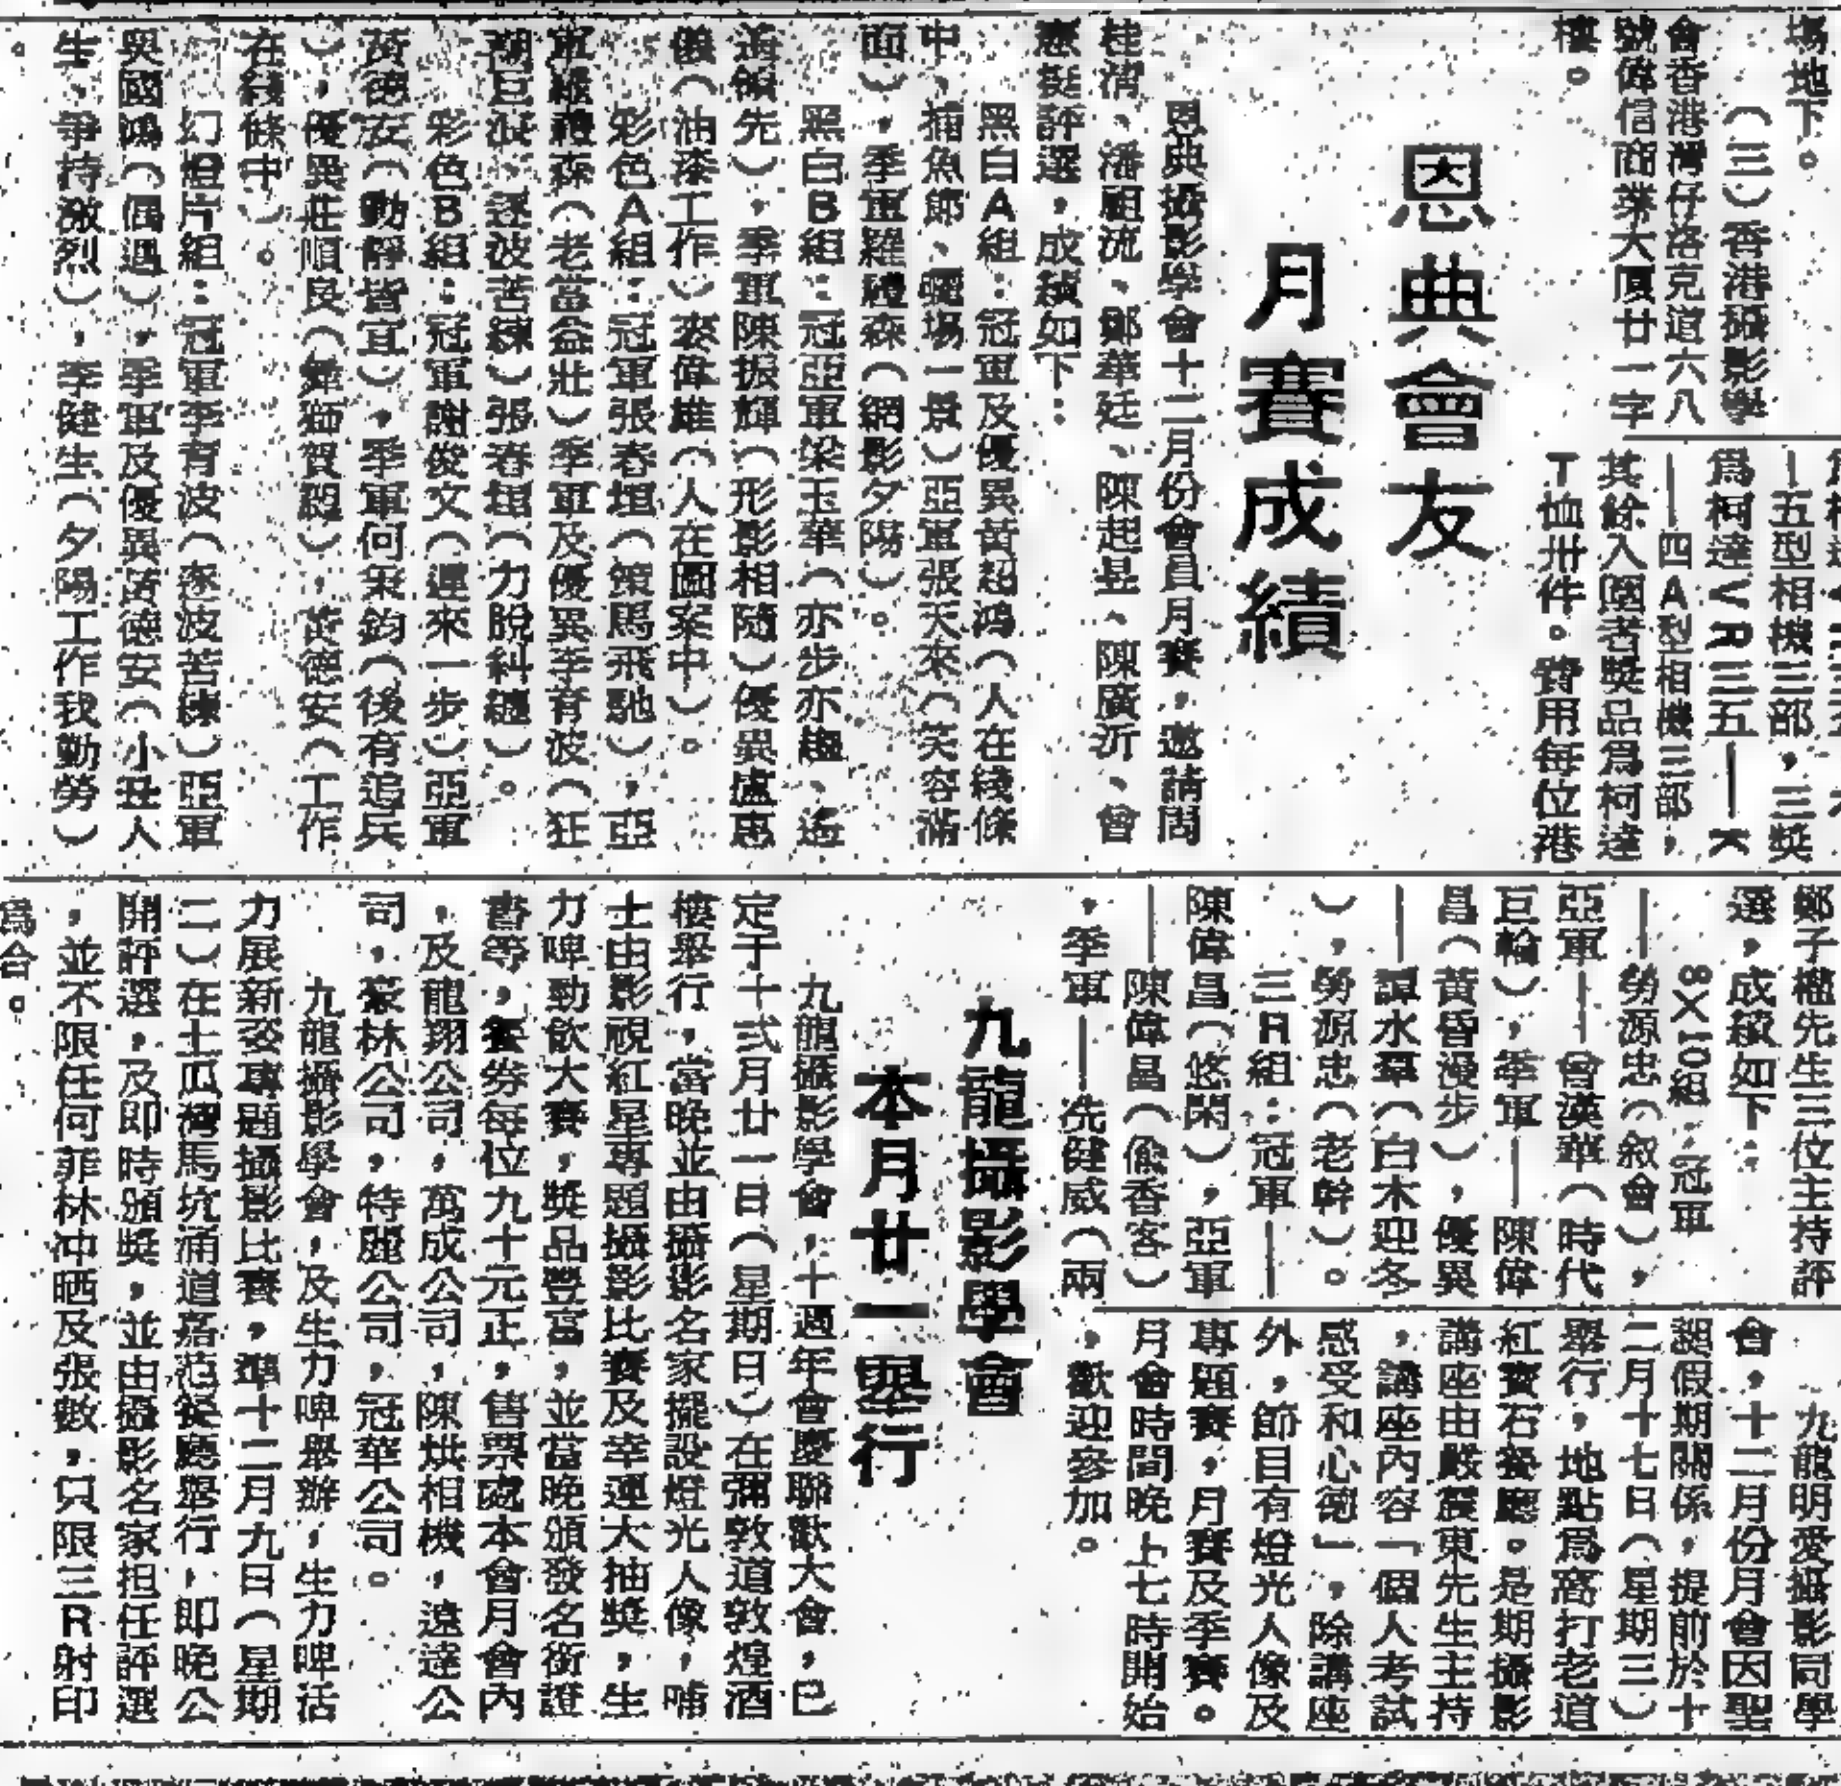 場地下。
（三）香港攝影學
會香港灣仔洛克道六八
號偉信商業大厦廿一字
樓。
—五型相機三部，三獎
爲柯達ＶＲ三五—Ｋ
—四Ａ型相機三部，
其餘入圍者獎品爲柯達
Ｔ恤卅件。費用每位港
恩典會友
月賽成績
恩典攝影學會十二月份會員月賽，邀請周
桂清、潘顯流、鄭華廷、陳起昱、陳廣沂、曾
憲挺評選，成績如下：
黑白Ａ組：冠軍及優異黃超鴻（人在綫條
中，捕魚郎、曬場一景）亞軍張天來（笑容滿
面），季軍羅禮森（網影夕陽）。
黑白Ｂ組：冠亞軍梁玉華（亦步亦趨、
領先），季軍陳振輝（形影相隨）優異盧惠
儀（油漆工作）袁偉雄（人在圖案中）。
彩色Ａ組：冠軍張春垣（策馬飛馳），亞
軍羅禮森（老當益壯）季軍及優異李育波（狂
潮巨浪；逐波苦練）張春垣（力脫糾纏）。
彩色Ｂ組：冠軍謝俊文（遲來一步）亞軍
黃德安（動靜皆宜），季軍何秉鈞（後有追兵
），優異莊順良（舞獅賀歲），黃德安（工作
在綫條中）。
幻燈片組：冠軍李育波（逐波苦練）亞軍
吳國鴻（偶遇），季軍及優異黃德安（小丑人
生，爭持激烈），李健生（夕陽工作我勤勞）
。
鄭子權先生三位主持評
選，成績如下：
８×１０組：冠軍
—勞源忠（叙會），
亞軍—曾漢華（時代
巨輪），季軍—陳偉
昌（黃昏漫步），優異
—譚水羣（白木迎冬
），勞源忠（老幹）。
三Ｒ組：冠軍—
陳偉昌（悠閑），亞軍
—陳偉昌（偸香客）
，季軍—冼健威（兩
九龍明愛攝影同學
會，十二月份月會因聖
誕假期關係，提前於十
二月十七日（星期三）
舉行，地點爲窩打老道
紅寶石餐廳。是期攝影
講座由嚴震東先生主持
，講座內容「個人考試
感受和心德」，除講座
外，節目有燈光人像及
專題賽，月賽及季賽。
月會時間晚上七時開始
，歡迎參加。
九龍攝影學會
本月廿一舉行
九龍攝影學會，十週年會慶聯歡大會，已
定于十弍月廿一日（星期日）在彌敦道敦煌酒
樓舉行，當晚並由攝影名家擺設燈光人像，哺
士由影視紅星專題攝影比賽及幸運大抽獎，生
力啤勁飲大賽，獎品豐富，並當晚頒發名銜證
書等，餐券每位九十元正，售票處本會月會內
，及龍翔公司，萬成公司，陳烘相機，遠達公
司，豪林公司，特麗公司，冠華公司。
九龍攝影學會，及生力啤舉辦，生力啤活
力展新姿專題攝影比賽，準十二月九日（星期
二）在土瓜灣馬坑涌道嘉范餐廳舉行，即晚公
開評選，及即時頒獎，並由攝影名家担任評選
，並不限任何菲林冲晒及張數，只限三Ｒ射印
爲合。